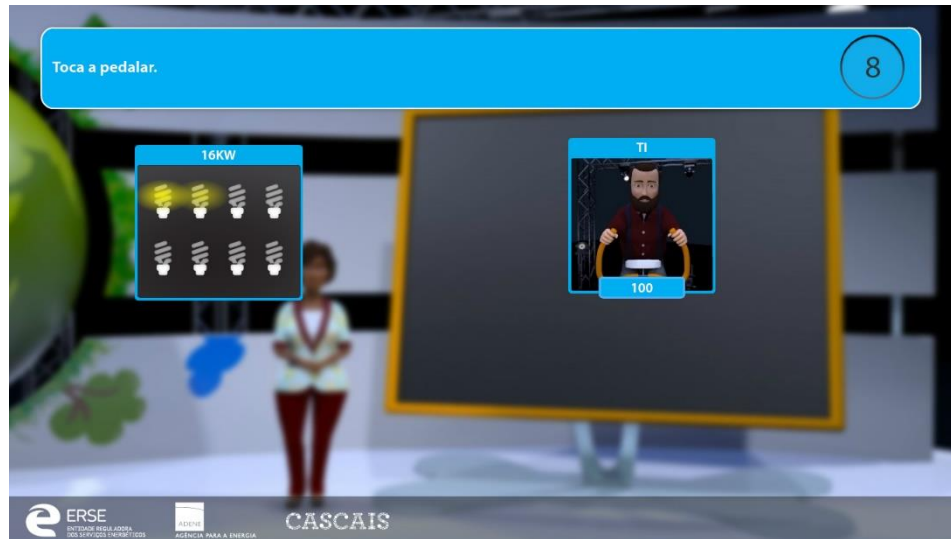 Toca a pedalar.
8
16KW
TI
100
ERSE
ENTIDADE REGULADORA
DOS SERVIÇOS ENERGÉTICOS
ADENE
AGÊNCIA PARA A ENERGIA
CASCAIS